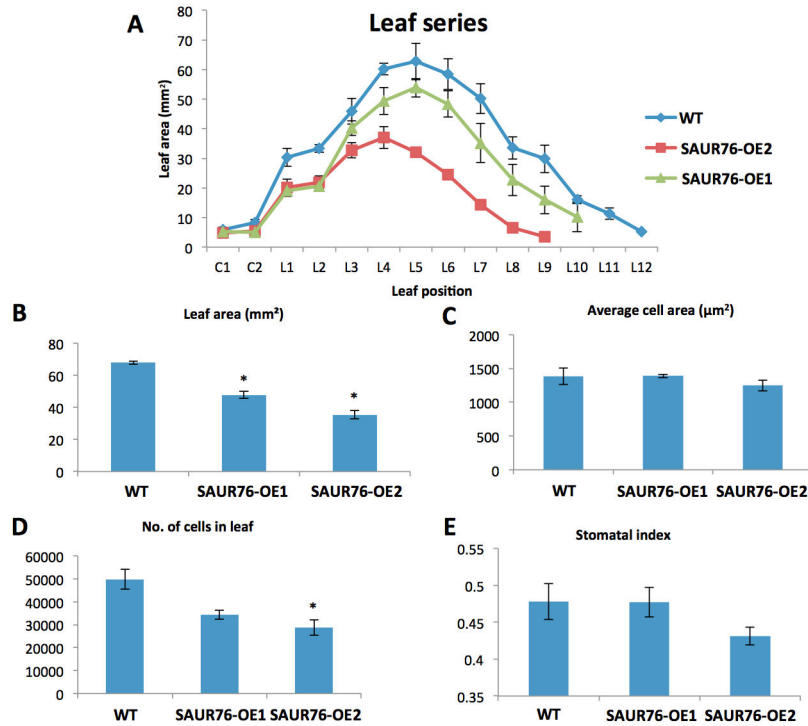 A
Leaf series
Leaf area (mm²)
80
70
60
50
40
30
20
10
0
C1 C2 L1 L2 L3 L4 L5 L6 L7 L8 L9 L10 L11 L12
Leaf position
WT
SAUR76-OE2
SAUR76-OE1
B
Leaf area (mm²)
80
60
40
20
0
*
*
WT SAUR76-OE1 SAUR76-OE2
C
Average cell area (µm²)
2000
1500
1000
500
0
WT SAUR76-OE1 SAUR76-OE2
D
No. of cells in leaf
60000
50000
40000
30000
20000
10000
0
*
WT SAUR76-OE1 SAUR76-OE2
E
Stomatal index
0.55
0.5
0.45
0.4
0.35
WT SAUR76-OE1 SAUR76-OE2